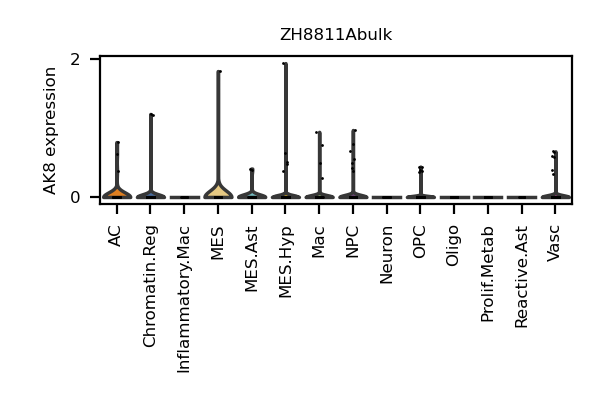 ZH8811Abulk
AK8 expression
2
0
AC
Chromatin.Reg
Inflammatory.Mac
MES
MES.Ast
MES.Hyp
Mac
NPC
Neuron
OPC
Oligo
Prolif.Metab
Reactive.Ast
Vasc